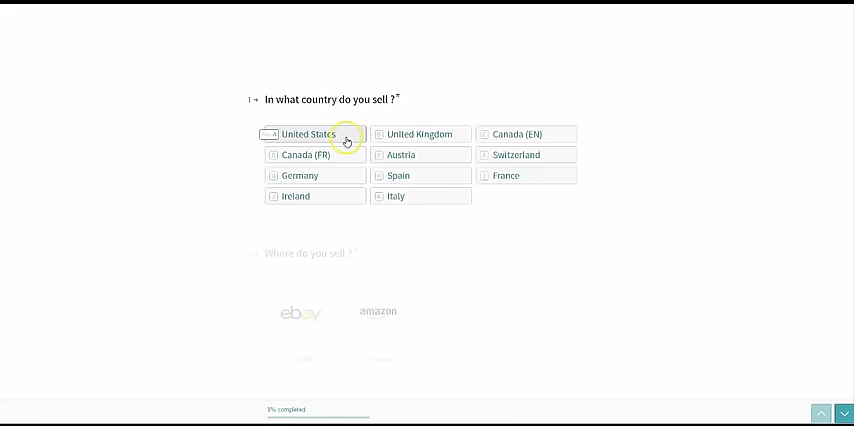 1 → In what country do you sell ?*
A United States
B United Kingdom
C Canada (EN)
D Canada (FR)
E Austria
F Switzerland
G Germany
H Spain
I France
J Ireland
K Italy
Where do you sell ?*
ebay
amazon
0% completed